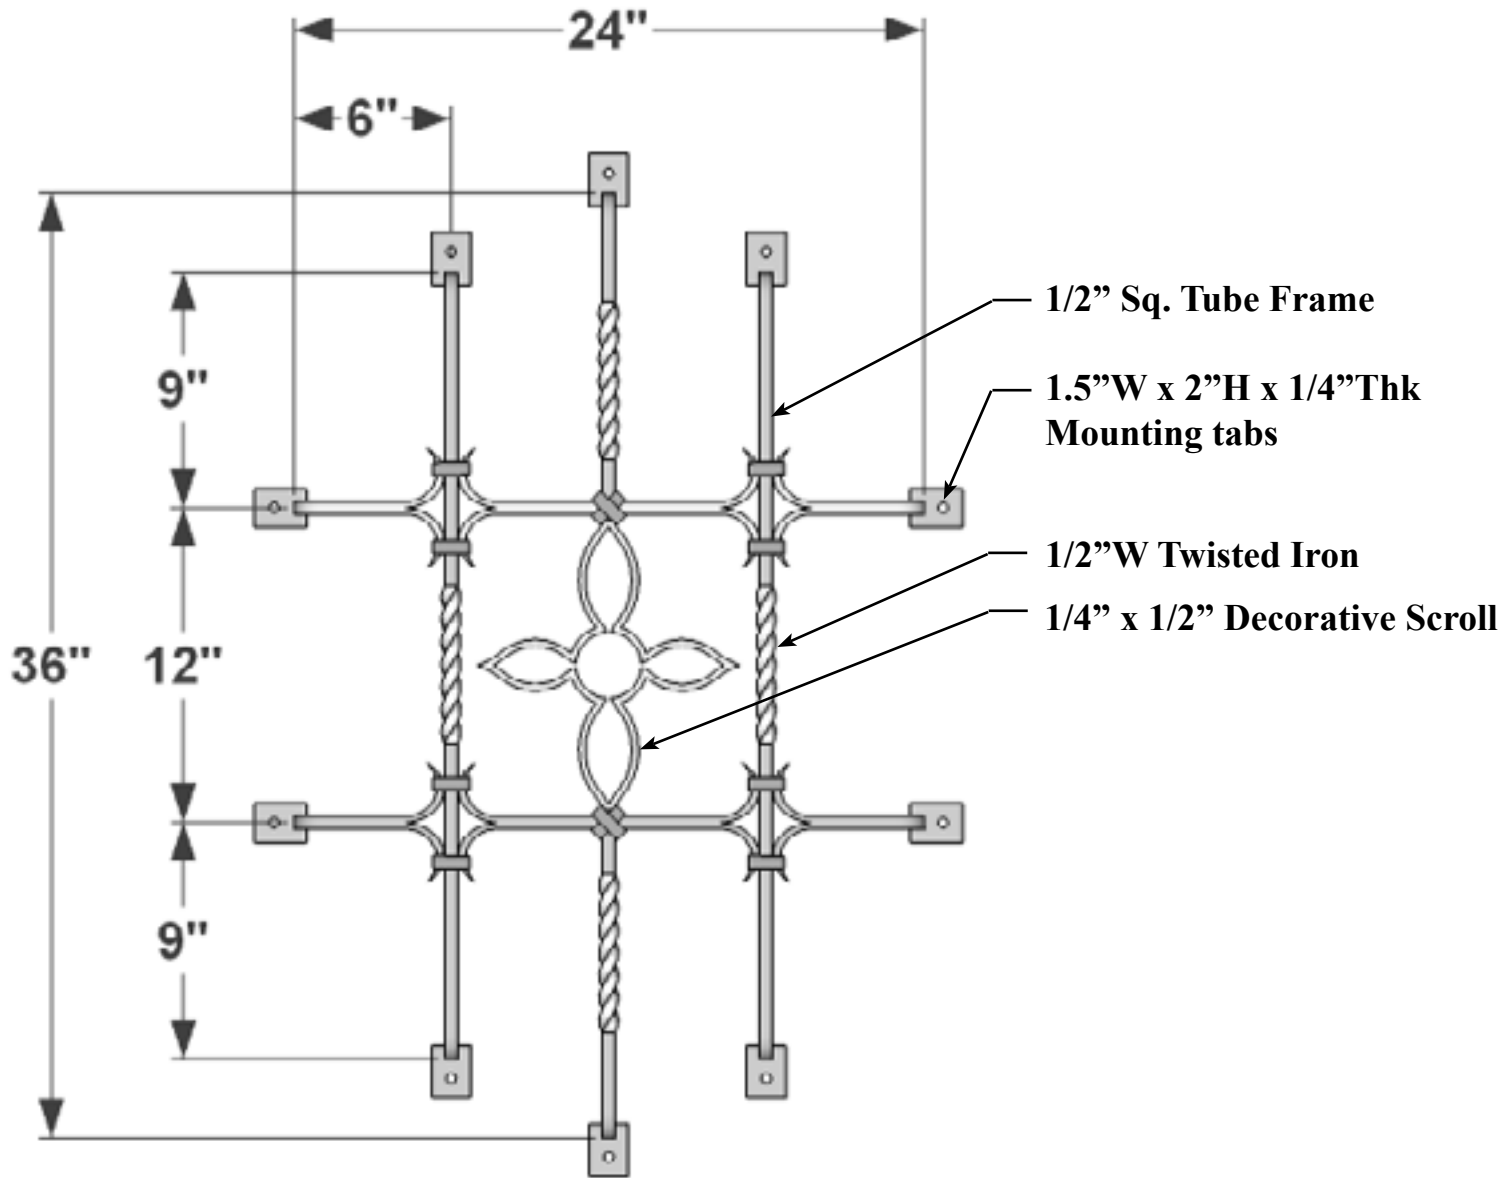 24"
6"
1/2” Sq. Tube Frame
9"
1.5”W x 2”H x 1/4”Thk
Mounting tabs
1/2”W Twisted Iron
1/4” x 1/2” Decorative Scroll
36"
12"
9"